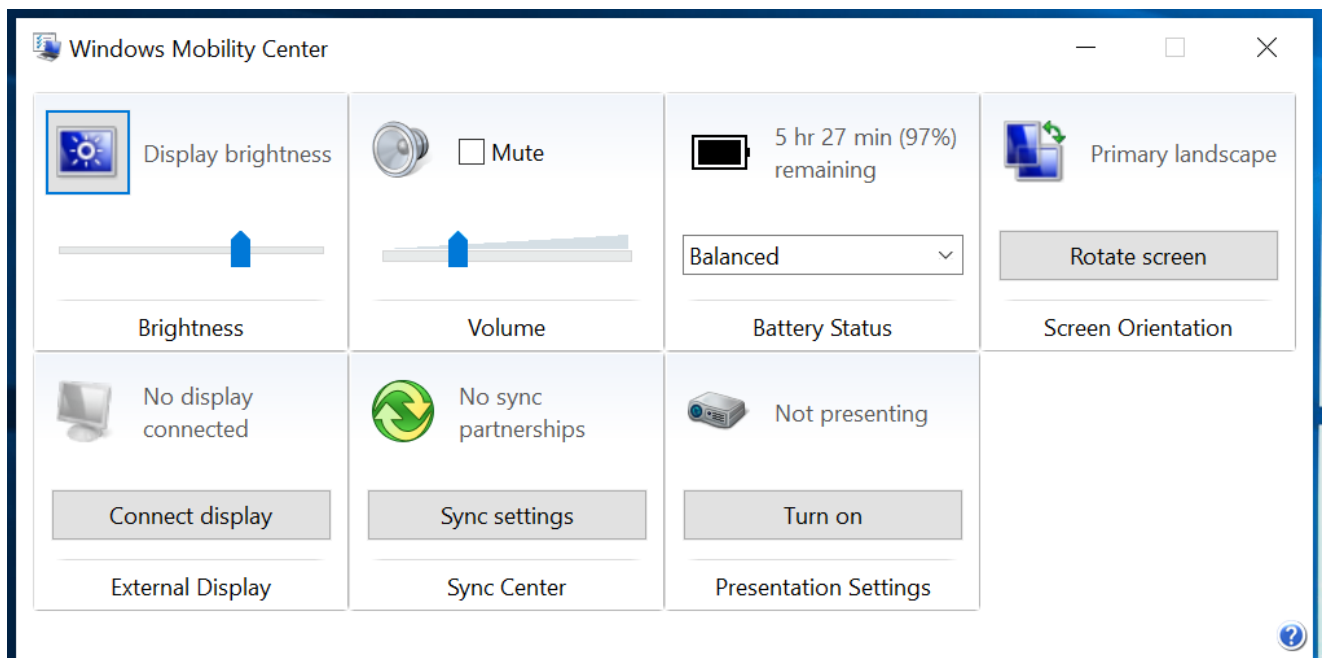 Windows Mobility Center
Display brightness
Brightness
Mute
Volume
5 hr 27 min (97%)
remaining
Balanced
Battery Status
Primary landscape
Rotate screen
Screen Orientation
No display
connected
Connect display
External Display
No sync
partnerships
Sync settings
Sync Center
Not presenting
Turn on
Presentation Settings
?